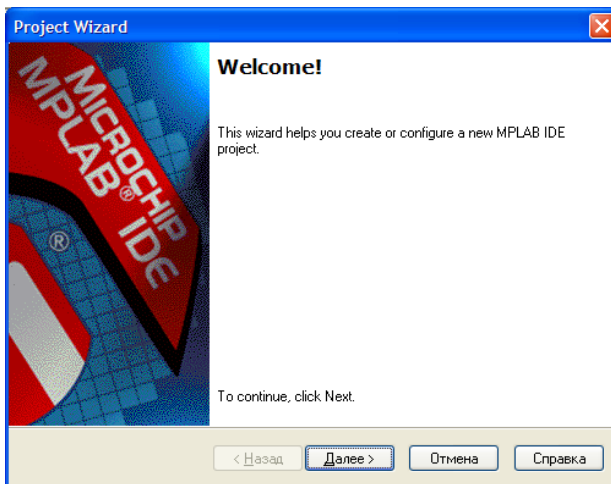 Project Wizard
MICROCHIP
MPLAB® IDE
®
Welcome!
This wizard helps you create or configure a new MPLAB IDE
project.
To continue, click Next.
< Назад
Далее >
Отмена
Справка